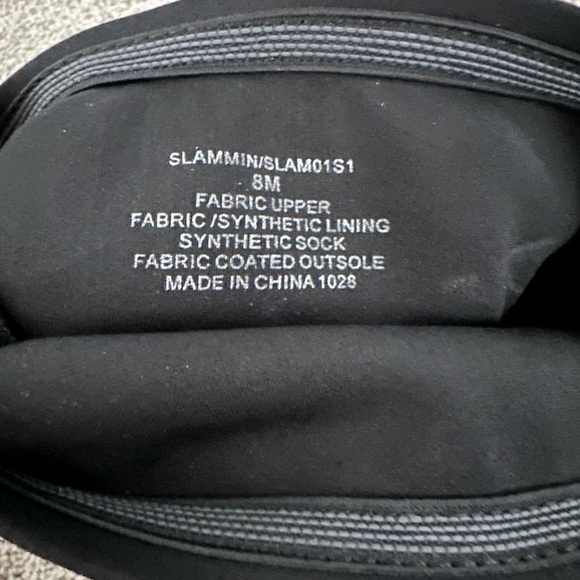 SLAMMIN/SLAM01S1
8M
FABRIC UPPER
FABRIC /SYNTHETIC LINING
SYNTHETIC SOCK
FABRIC COATED OUTSOLE
MADE IN CHINA 1028